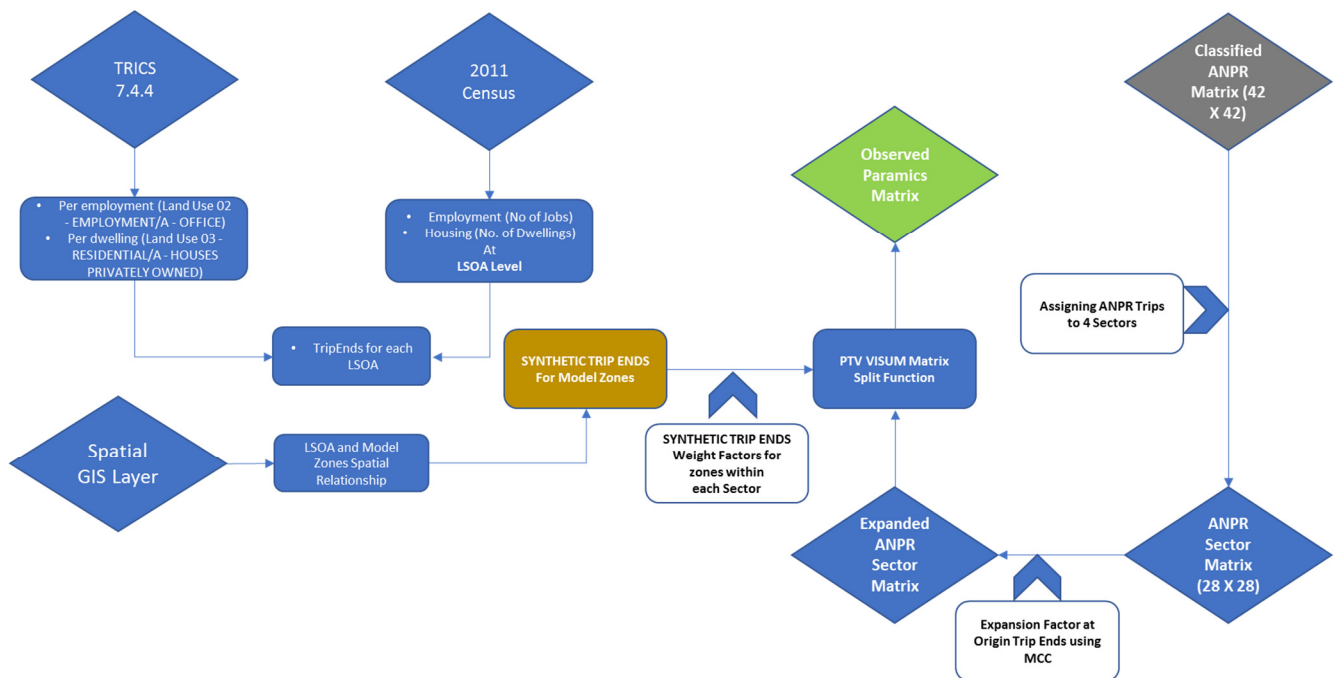 TRICS
7.4.4
2011
Census
Classified
ANPR
Matrix (42
X 42)
Observed
Paramics
Matrix
• Per employment (Land Use 02
- EMPLOYMENT/A - OFFICE)
• Per dwelling (Land Use 03 -
RESIDENTIAL/A - HOUSES
PRIVATELY OWNED)
• Employment (No of Jobs)
• Housing (No. of Dwellings)
At
LSOA Level
Assigning ANPR Trips
to 4 Sectors
• TripEnds for each
LSOA
SYNTHETIC TRIP ENDS
For Model Zones
PTV VISUM Matrix
Split Function
Spatial
GIS Layer
LSOA and Model
Zones Spatial
Relationship
SYNTHETIC TRIP ENDS
Weight Factors for
zones within
each Sector
Expanded
ANPR
Sector
Matrix
ANPR
Sector
Matrix
(28 X 28)
Expansion Factor at
Origin Trip Ends using
MCC